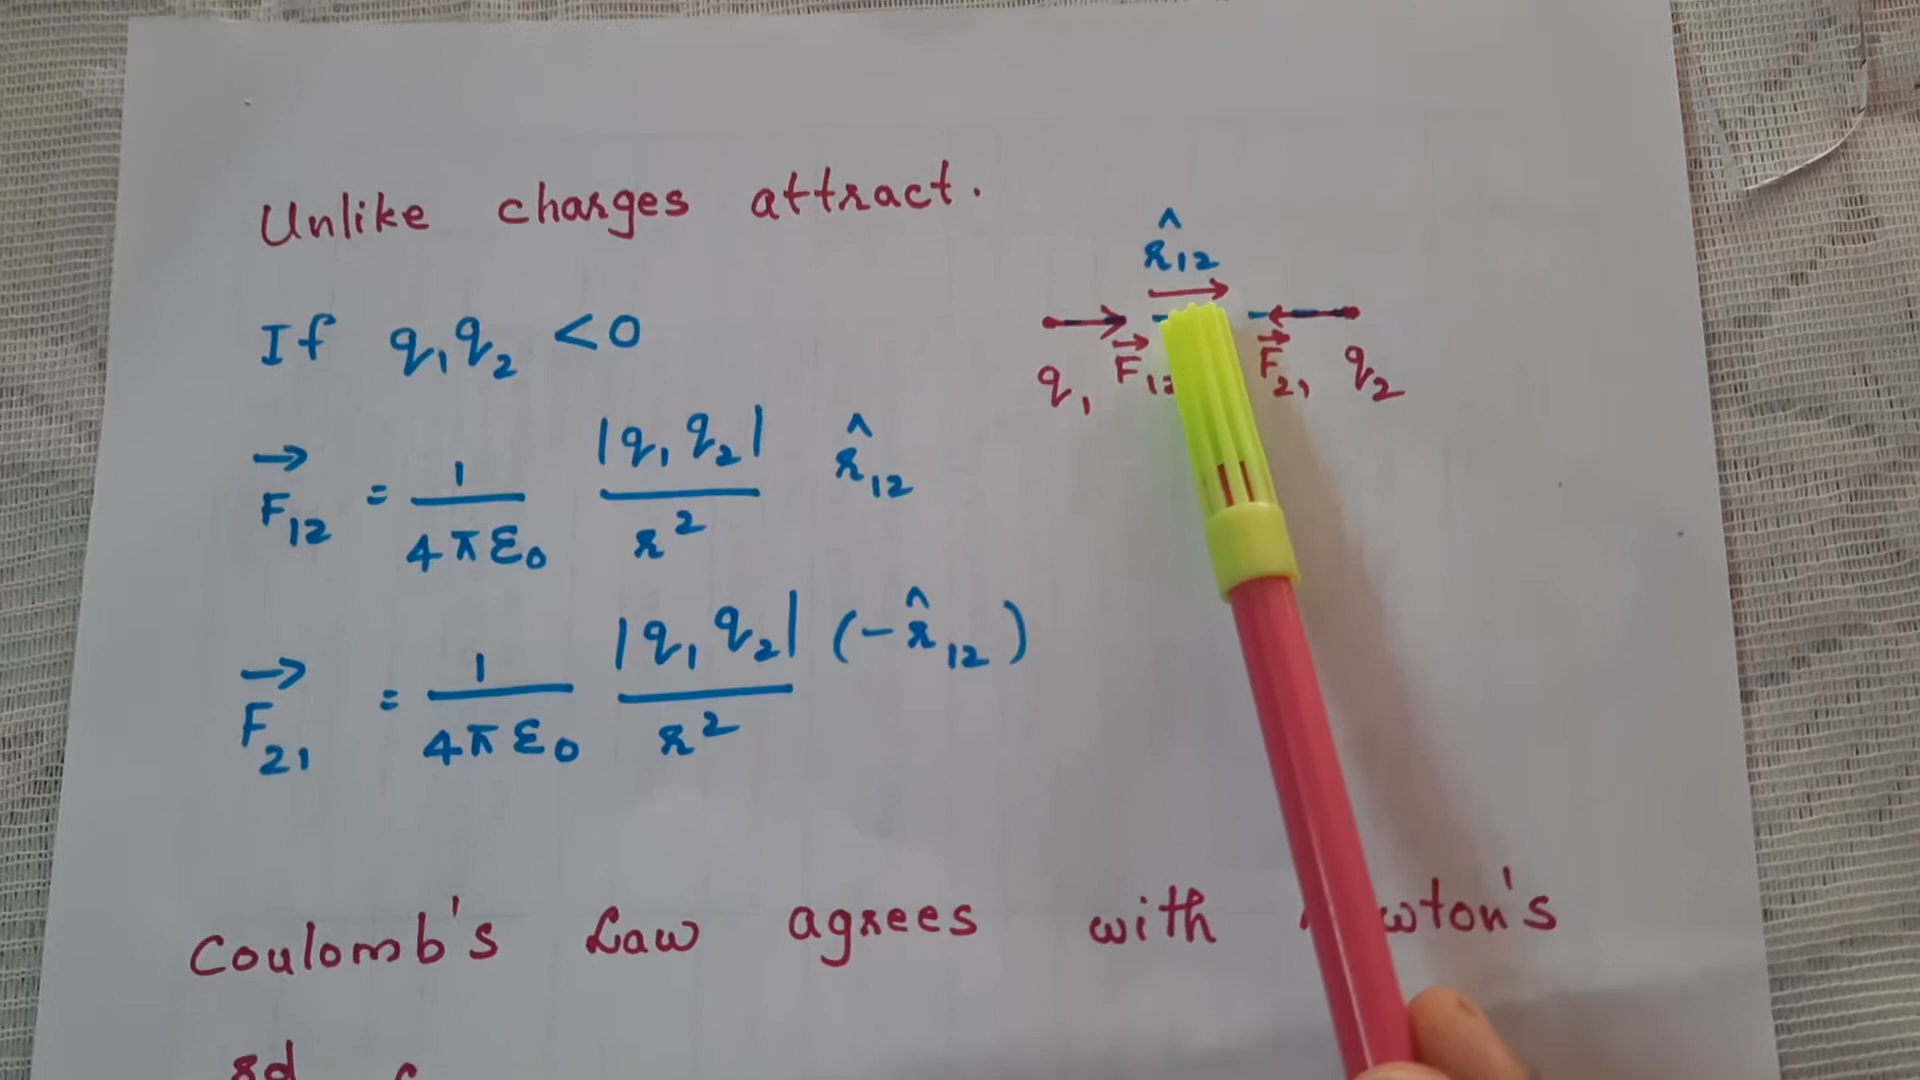 Unlike charges attract.
r̂₁₂
q₁ F⃗₁₂ F⃗₂₁ q₂
If q₁q₂ < 0
F⃗₁₂ = 1/4πε₀ |q₁q₂|/r² r̂₁₂
F⃗₂₁ = 1/4πε₀ |q₁q₂|/r² (-r̂₁₂)
Coulomb's Law agrees with
rd